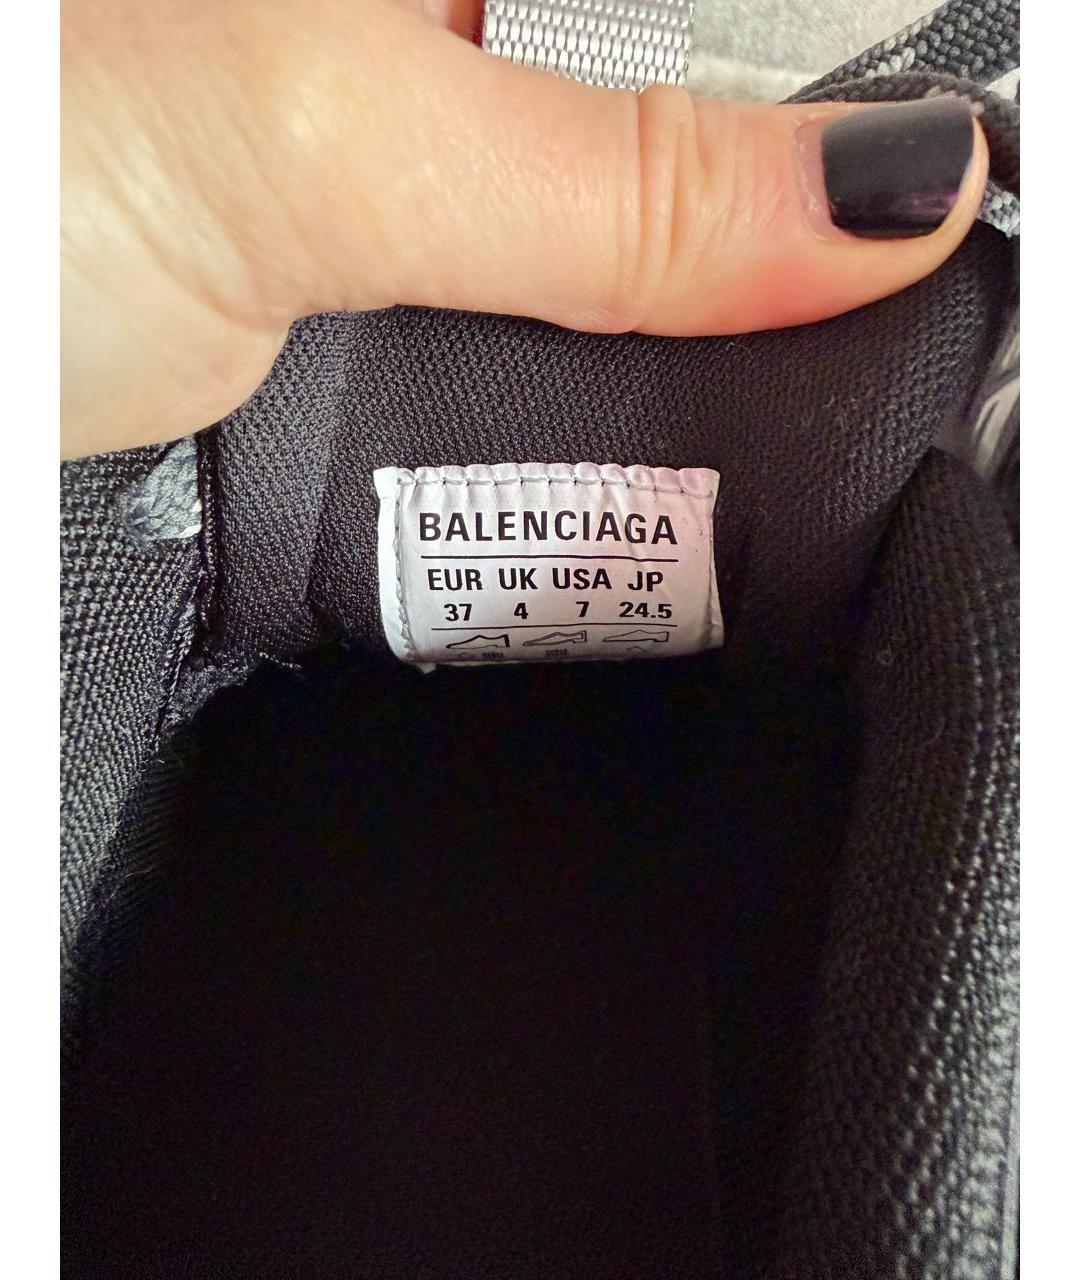 BALENCIAGA
EUR UK USA JP
37 4 7 24.5